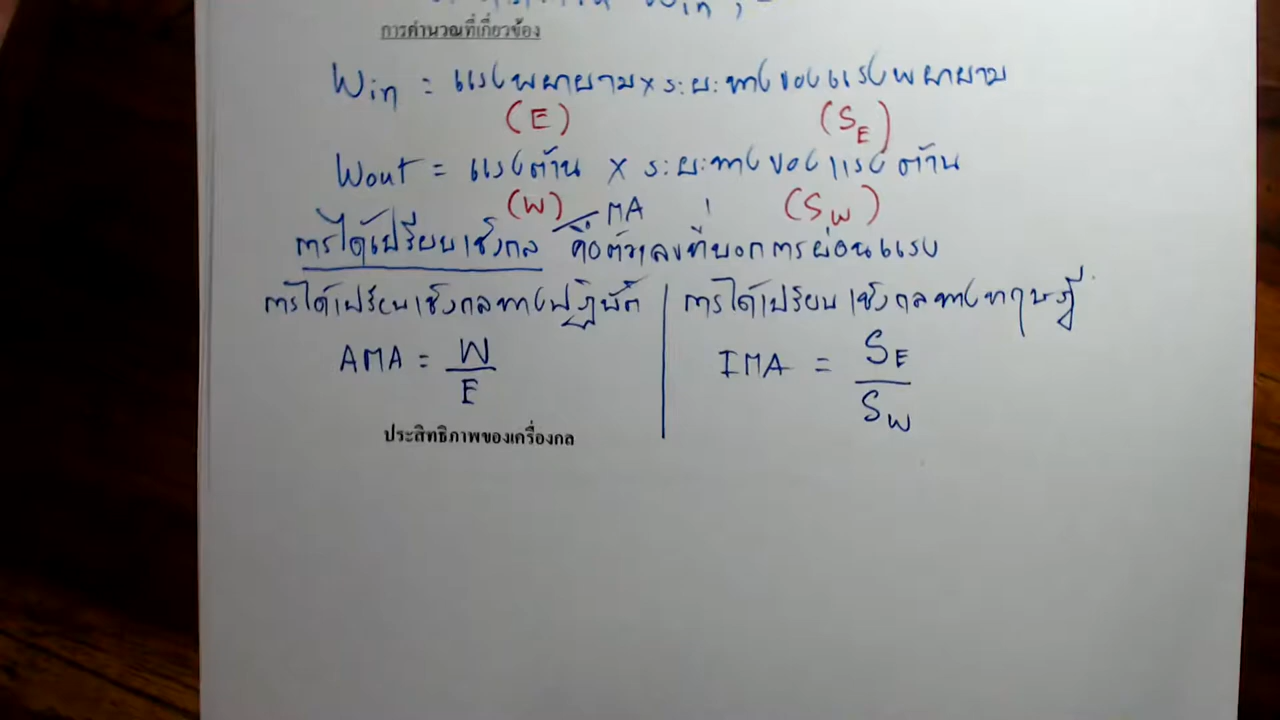 Win ,
การคำนวณที่เกี่ยวข้อง
Win = แรงพยายาม x ระยะทางของแรงพยายาม
(E) (SE)
Wout = แรงต้าน x ระยะทางของแรงต้าน
(W) MA (SW)
การได้เปรียบเชิงกล คือตัวเลขที่บอกการผ่อนแรง
การได้เปรียบเชิงกลทางปฏิบัติ การได้เปรียบเชิงกลทางทฤษฎี
AMA = W/E IMA = SE/SW
ประสิทธิภาพของเครื่องกล